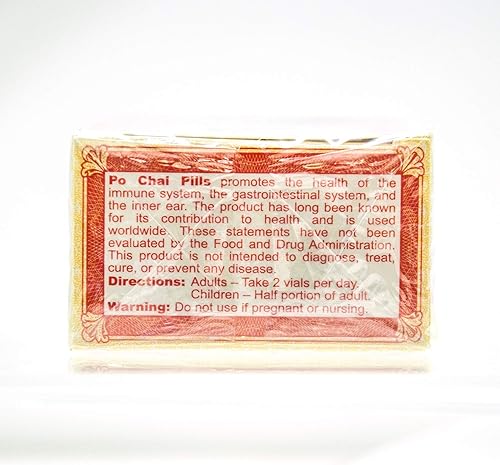 Po Chai Pills promotes the health of the
immune system, the gastrointestinal system, and
the inner ear. The product has long been known
for its contribution to health and is used
worldwide. These statements have not been
evaluated by the Food and Drug Administration.
This product is not intended to diagnose, treat,
cure, or prevent any disease.
Directions: Adults – Take 2 vials per day.
Children – Half portion of adult.
Warning: Do not use if pregnant or nursing.